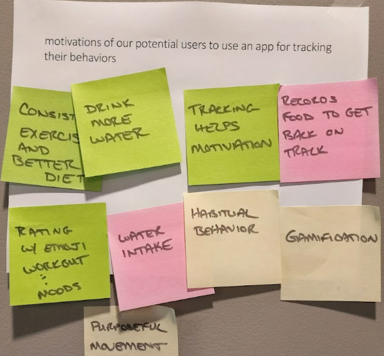 motivations of our potential users to use an app for tracking
their behaviors
CONSIST
EXERCIS
AND
BETTER
DIET
DRINK
MORE
WATER
TRACKING
HELPS
MOTIVATION
RECORDS
FOOD TO GET
BACK ON
TRACK
RATING
W/ EMOJI
WORKOUT
:
MOODS
WATER
INTAKE
HABITUAL
BEHAVIOR
GAMIFICATION
PURPOSEFUL
MOVEMENT